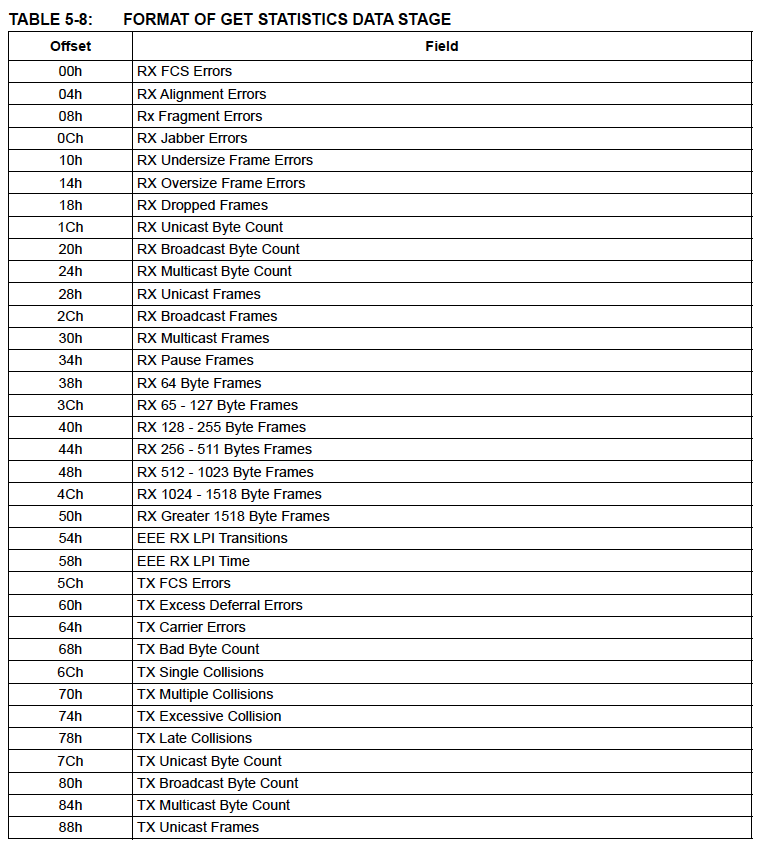 TABLE 5-8: FORMAT OF GET STATISTICS DATA STAGE
Offset Field
00h RX FCS Errors
04h RX Alignment Errors
08h Rx Fragment Errors
0Ch RX Jabber Errors
10h RX Undersize Frame Errors
14h RX Oversize Frame Errors
18h RX Dropped Frames
1Ch RX Unicast Byte Count
20h RX Broadcast Byte Count
24h RX Multicast Byte Count
28h RX Unicast Frames
2Ch RX Broadcast Frames
30h RX Multicast Frames
34h RX Pause Frames
38h RX 64 Byte Frames
3Ch RX 65 - 127 Byte Frames
40h RX 128 - 255 Byte Frames
44h RX 256 - 511 Bytes Frames
48h RX 512 - 1023 Byte Frames
4Ch RX 1024 - 1518 Byte Frames
50h RX Greater 1518 Byte Frames
54h EEE RX LPI Transitions
58h EEE RX LPI Time
5Ch TX FCS Errors
60h TX Excess Deferral Errors
64h TX Carrier Errors
68h TX Bad Byte Count
6Ch TX Single Collisions
70h TX Multiple Collisions
74h TX Excessive Collision
78h TX Late Collisions
7Ch TX Unicast Byte Count
80h TX Broadcast Byte Count
84h TX Multicast Byte Count
88h TX Unicast Frames